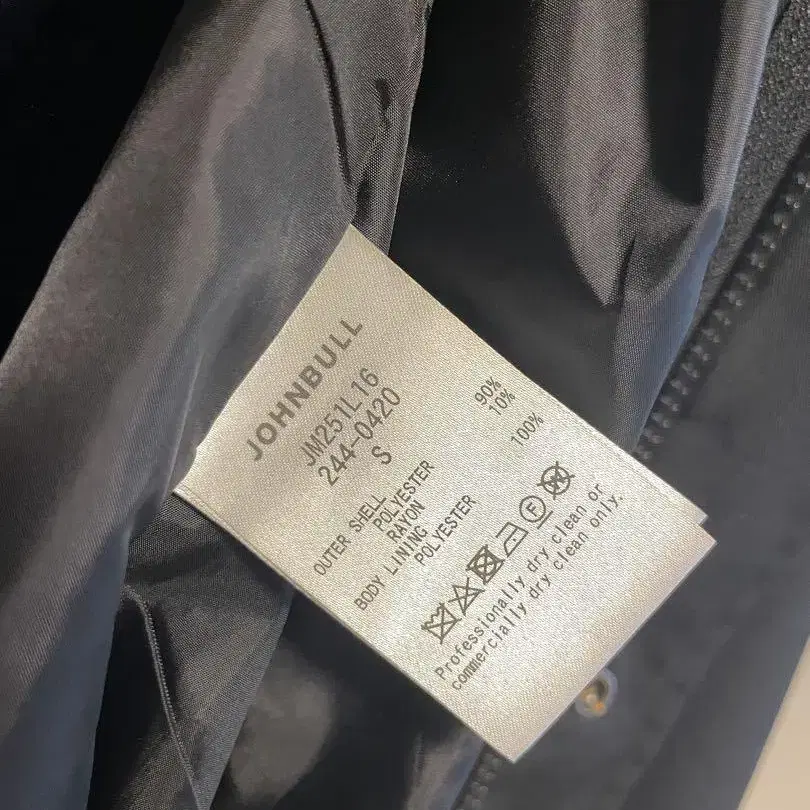 JOHNBULL
JM251L16
244-0420
S
OUTER SHELL
POLYESTER 90%
RAYON 10%
BODY LINING
POLYESTER 100%
F W
Professionally dry clean or
commercially dry clean only.